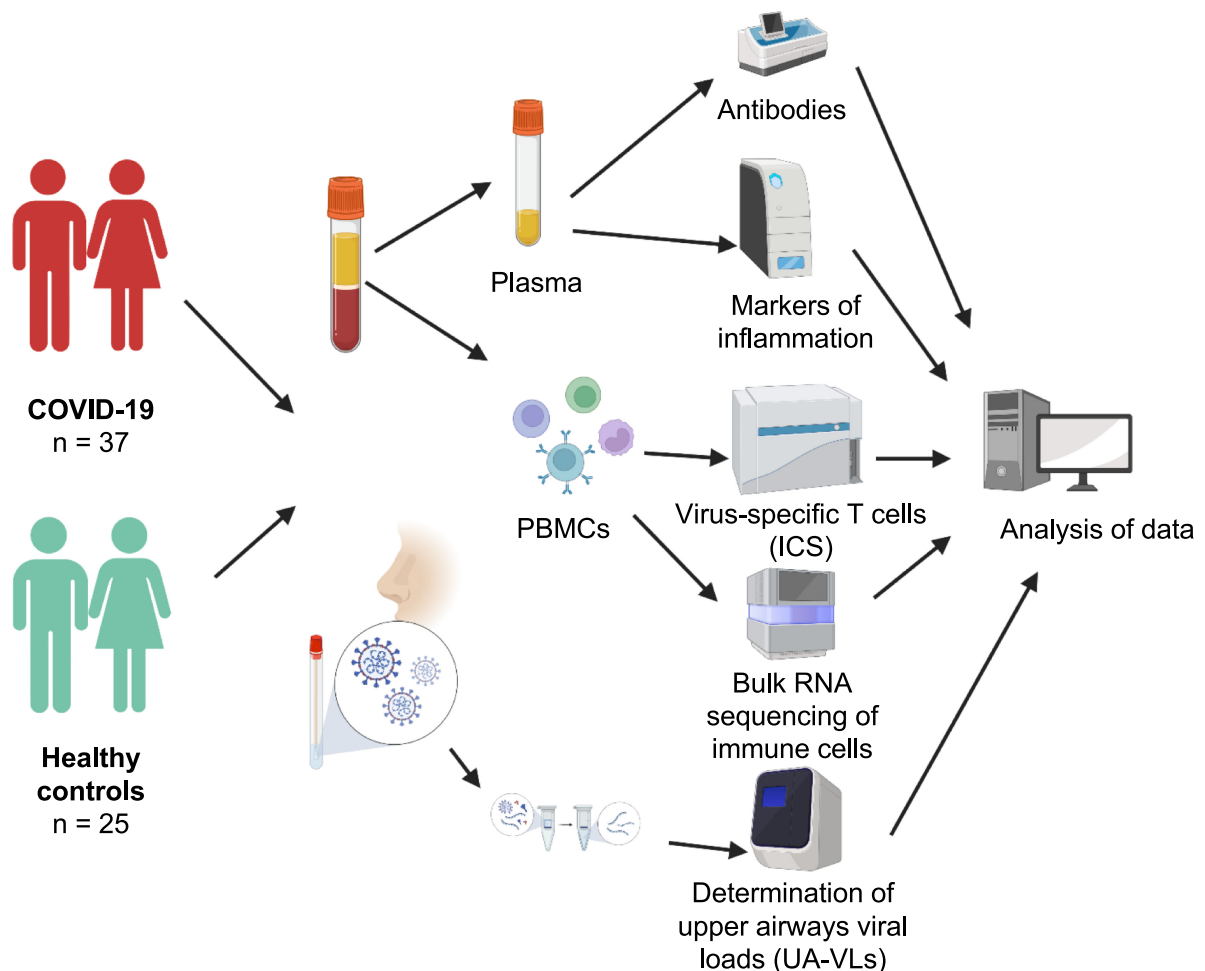 Antibodies
Plasma
Markers of
inflammation
COVID-19
n = 37
PBMCs
Virus-specific T cells
(ICS)
Analysis of data
Healthy
controls
n = 25
Bulk RNA
sequencing of
immune cells
Determination of
upper airways viral
loads (UA-VLs)